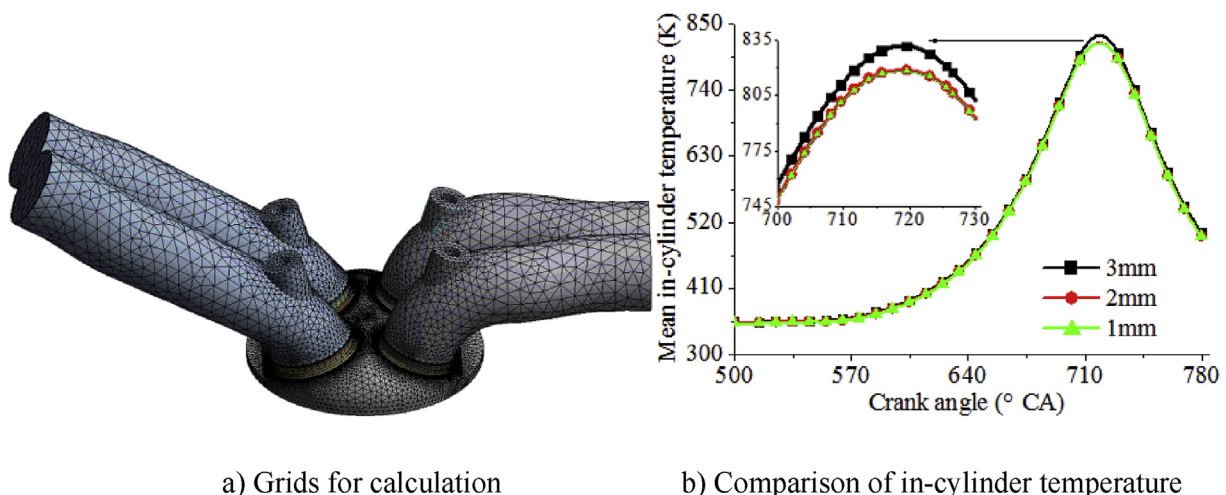 850
740
630
520
410
300
Mean in-cylinder temperature (K)
835
805
775
745
700 710 720 730
3mm
2mm
1mm
500 570 640 710 780
Crank angle (° CA)
a) Grids for calculation
b) Comparison of in-cylinder temperature